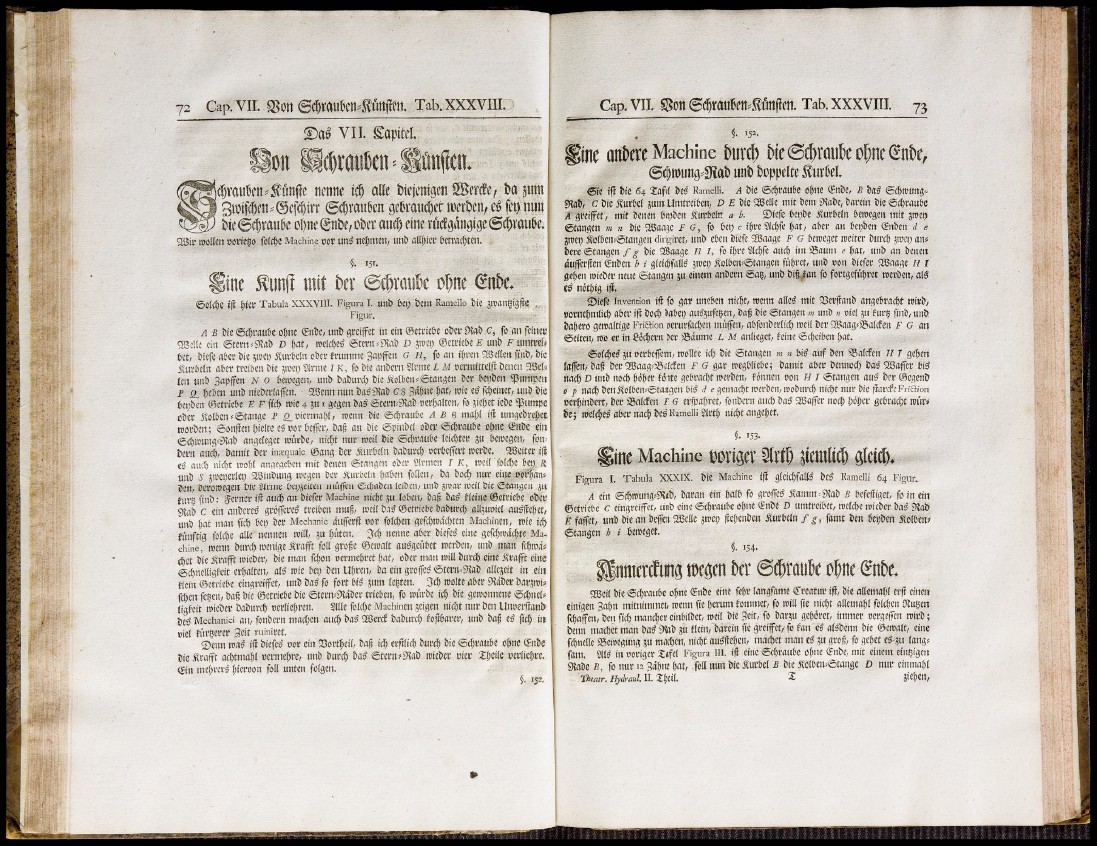 72 Cap. VII. Von Schrauben-Künsten. Tab. XXXVIII.
Das VII. Capitel.
Von Schrauben-Künsten.
Schrauben-Künste nenne ich alle diejenigen Wercke, da zum
Zwischen-Geschirr Schrauben gebrauchet werden, es sey nun
die Schraube ohne Ende, oder auch eine rückgängige Schraube.
Wir wollen vorietzo solche Machine vor uns nehmen, und allhier betrachten.
§. 151.
Eine Kunst mit der Schraube ohne Ende.
Solche ist hier Tabula XXXVIII. Figura I. und bey dem Ramello die zwantzigste
Figur.
A B die Schraube ohne Ende, und greiffet in ein Getriebe oder Rad C, so an seiner
Welle ein Stern-Rad D hat, welches Stern-Rad D zwey Getriebe E und F umtrei-
bet, diese aber die zwey Kurbeln oder krumme Zapffen G H, so an ihren Wellen sind, die
Kurbeln aber treiben die zwey Arme I K, so die andern Arme L M vermittelst denen Wel-
len und Zapffen N O bewegen, und dadurch die Kolben-Stangen der beyden Pumpen
P Q heben und niederlassen. Wenn nun das Rad C 8 Zähne hat, wie es scheinet, und die
beyden Getriebe E F sich wie 4 zu 1 gegen das Stern-Rad verhalten, so ziehet iede Pumpe
oder Kolben-Stange P Q viermahl, wenn die Schraube A B 8 mahl ist umgedrehet
worden; Sonsten hielte es vor besser, daß an die Spindel oder Schraube ohne Ende ein
Schwung-Rad angeleget würde, nicht nur weil die Schraube leichter zu bewegen, son-
dern auch, damit der inæquale Gang der Kurbeln dadurch verbessert werde. Weiter ist
es auch nicht wohl angegeben mit denen Stangen oder Armen I K, weil solche bey R
und S zweyerley Windung wegen der Kurbeln haben sollen, da doch nur eine vorhan-
den, derowegen die Arme beyzeiten müssen Schaden leiden, und zwar weil die Stangen zu
kurtz sind: Ferner ist auch an dieser Machine nicht zu loben, daß das kleine Getriebe oder
Rad C ein anderes grösseres treiben muß, weil das Getriebe dadurch allzuviel ausstehet,
und hat man sich bey der Mechanic äusserst vor solchen geschwächten Machinen, wie ich
künftig solche alle nennen will, zu hüten. Ich nenne aber dieses eine geschwächte Ma-
chine, wenn durch wenige Krafft soll große Gewalt ausgeübet werden, und man schwä-
chet die Krafft wieder, die man schon vermehret hat, oder man will durch eine Krafft eine
Schnelligkeit erhalten, als wie bey den Uhren, da ein grosses Stern-Rad allezeit in ein
klein Getriebe eingreiffet, und das so fort bis zum letzten. Ich wolte aber Räder darzwi-
schen setzen, daß die Getriebe die Stern-Räder trieben, so würde ich die gewonnene Schnel-
ligkeit wieder dadurch verliehren. Alle solche Machinen zeigen nicht nur den Unverstand
des Mechanici an, sondern machen auch das Werck dadurch kostbarer, und daß es sich in
viel kürtzerer Zeit ruiniret.
Denn was ist dieses vor ein Vortheil, daß ich erstlich durch die Schraube ohne Ende
die Krafft achtmahl vermehre, und durch das Stern-Rad wieder vier Theile verliehre.
Ein mehrers hiervon soll unten folgen.
§. 152.
Cap. VII. Von Schrauben-Künsten. Tab. XXXVIII. 73
§. 152.
Eine andere Machine durch die Schraube ohne Ende,
Schwung-Rad und doppelte Kurbel.
Sie ist die 64 Tafel des Ramelli. A die Schraube ohne Ende, B das Schwung-
Rad, C die Kurbel zum Umtreiben, D E die Welle mit dem Rade, darein die Schraube
A greiffet, mit denen beyden Kurbeln a b. Diese beyde Kurbeln bewegen mit zwey
Stangen m n die Waage F G, so bey c ihre Achse hat, aber an beyden Enden d e
zwey Kolben-Stangen dirigiret, und eben diese Waage F G beweget weiter durch zwey an-
dere Stangen f g die Waage H I, so ihre Achse auch im Baum e hat, und an denen
äussersten Enden h i gleichfalls zwey Kolben-Stangen führet, und von dieser Waage H I
gehen wieder neue Stangen zu einem andern Satz, und diß kan so fortgeführet werden, als
es nöthig ist.
Diese Invention ist so gar uneben nicht, wenn alles mit Verstand angebracht wird,
vornehmlich aber ist doch dabey auszusetzen, daß die Stangen m und n viel zu kurtz sind, und
dahero gewaltige Friction verursachen müssen, absonderlich weil der Waag-Balcken F G an
Seiten, wo er in Löchern der Bäume L M anlieget, keine Scheiben hat.
Solches zu verbessern, wollte ich die Stangen m n bis auf den Balcken H I gehen
lassen, daß der Waag-Balcken F G gar wegbliebe; damit aber dennoch das Wasser bis
nach D und noch höher könte gebracht werden, können von H I Stangen aus der Gegend
o p nach den Kolben-Stangen bis d e gemacht werden, wodurch nicht nur die starcke Friction
verhindert, der Balcken F G ersparet, sondern auch das Wasser noch höher gebracht wür-
de; welches aber nach des Ramelli Arth nicht angehet.
§. 153.
Eine Machine voriger Arth ziemlich gleich.
Figura I. Tabula XXXIX. die Machine ist gleichfalls des Ramelli 64 Figur.
A ein Schwung-Rad, daran ein halb so grosses Kamm-Rad B befestiget, so in ein
Getriebe C eingreiffet, und eine Schraube ohne Ende D umtreibet, welche wieder das Rad
E fasset, und die an dessen Welle zwey stehenden Kurbeln f g, samt den beyden Kolben-
Stangen h i beweget.
§. 154.
Anmerckung wegen der Schraube ohne Ende.
Weil die Schraube ohne Ende eine sehr langsame Creatur ist, die allemahl erst einen
einigen Zahn mitnimmet, wenn sie herum kommet, so will sie nicht allemahl solchen Nutzen
schaffen, den sich mancher einbildet, weil die Zeit, so darzu gehöret, immer vergessen wird;
denn machet man das Rad zu klein, darein sie greiffet, so kan es alsdenn die Gewalt, eine
schnelle Bewegung zu machen, nicht ausstehen, machet man es zu groß, so gehet es zu lang-
sam. Als in voriger Tafel Figura III. ist eine Schraube ohne Ende, mit einem eintzigen
Rade B, so nur 12 Zähne hat, soll nun die Kurbel B die Kolben-Stange D nur einmahl
Theatr. Hydraul. II. Theil. T ziehen,